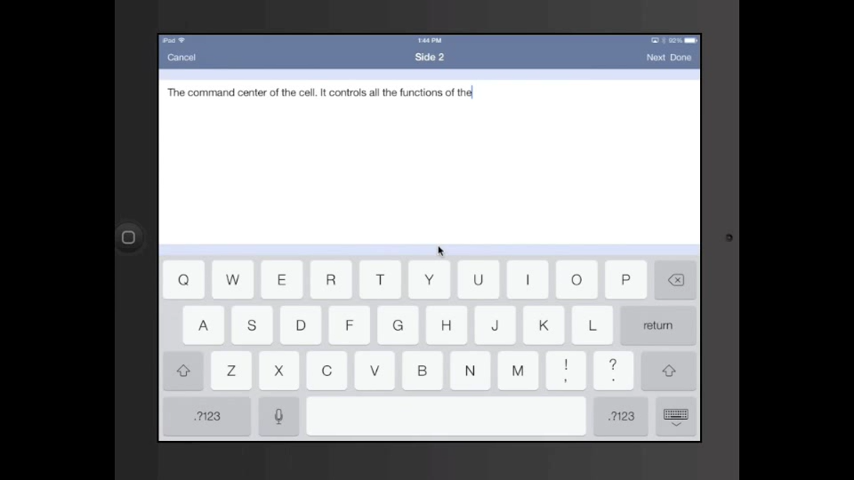 iPad 1:44 PM 92%
Cancel Side 2 Next Done
The command center of the cell. It controls all the functions of the
Q W E R T Y U I O P
A S D F G H J K L return
Z X C V B N M ! , ? .
.?123 .?123